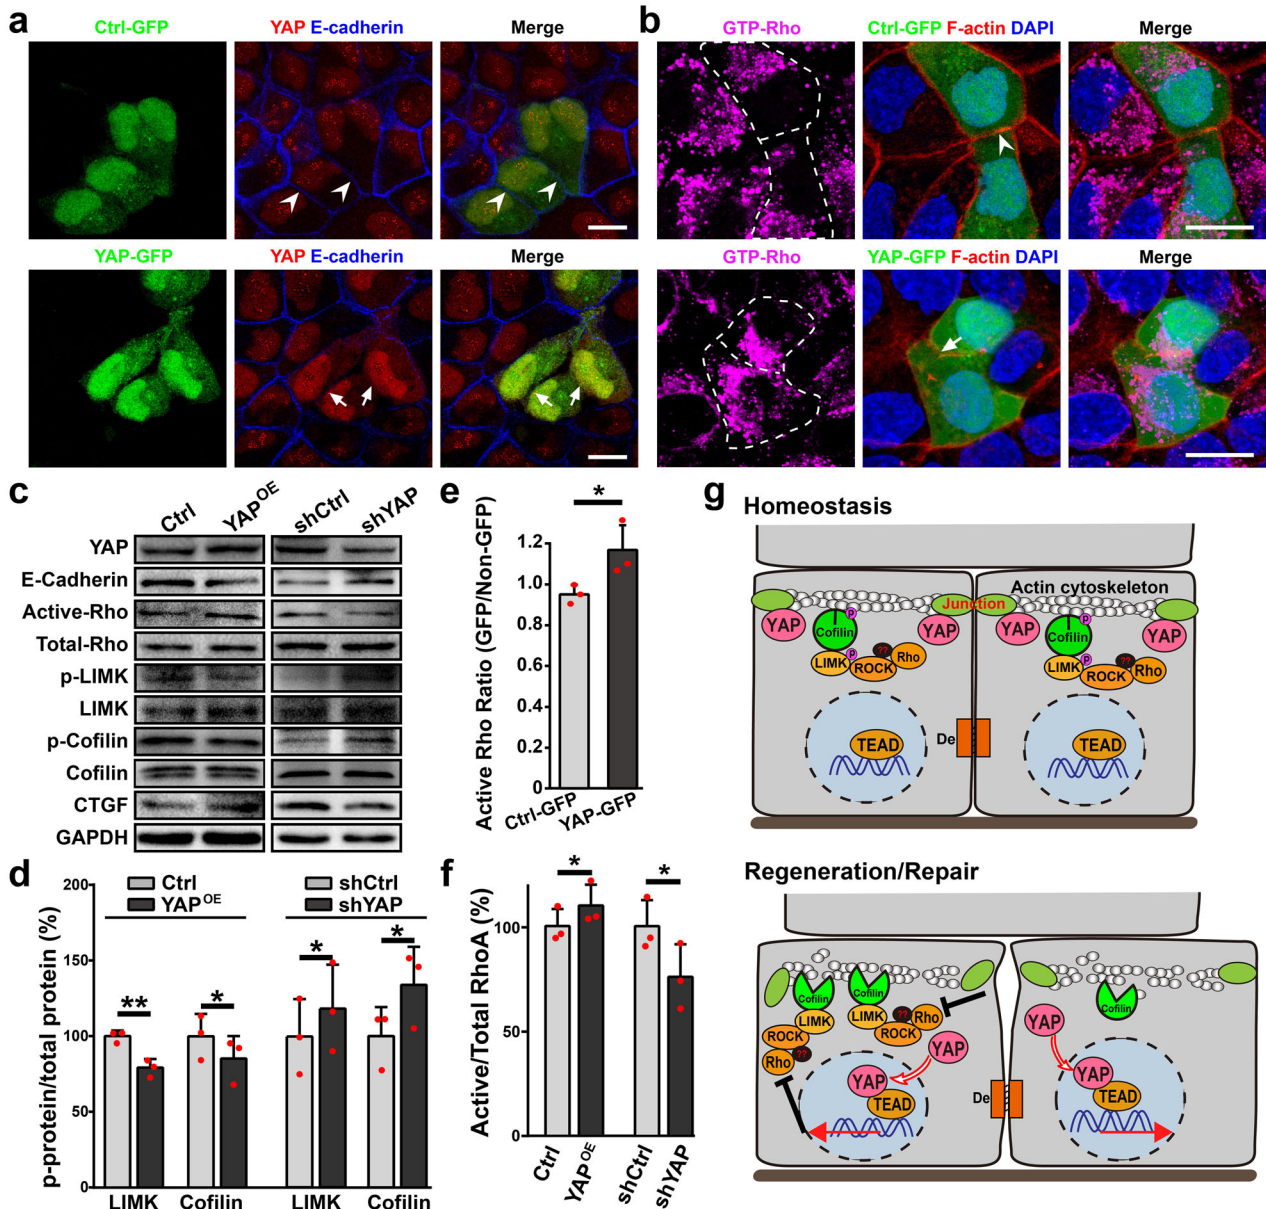 a
Ctrl-GFP
YAP E-cadherin
Merge
YAP-GFP
YAP E-cadherin
Merge
b
GTP-Rho
Ctrl-GFP F-actin DAPI
Merge
GTP-Rho
YAP-GFP F-actin DAPI
Merge
c
Ctrl
YAP^OE
shCtrl
shYAP
YAP
E-Cadherin
Active-Rho
Total-Rho
p-LIMK
LIMK
p-Cofilin
Cofilin
CTGF
GAPDH
d
p-protein/total protein (%)
200
150
100
50
0
Ctrl
YAP^OE
shCtrl
shYAP
**
*
*
*
LIMK
Cofilin
LIMK
Cofilin
e
Active Rho Ratio (GFP/Non-GFP)
1.2
1.0
0.8
0.6
0.4
0.2
0
*
Ctrl-GFP
YAP-GFP
f
Active/Total RhoA (%)
100
50
0
*
*
Ctrl
YAP^OE
shCtrl
shYAP
g
Homeostasis
Actin cytoskeleton
Junction
YAP
Cofilin
P
YAP
YAP
Cofilin
P
YAP
LIMK
P
ROCK
??
Rho
LIMK
P
ROCK
??
Rho
TEAD
De
TEAD
Regeneration/Repair
Cofilin
LIMK
ROCK
Rho
??
Cofilin
LIMK
ROCK
??
Rho
YAP
YAP
TEAD
De
Cofilin
YAP
YAP
TEAD